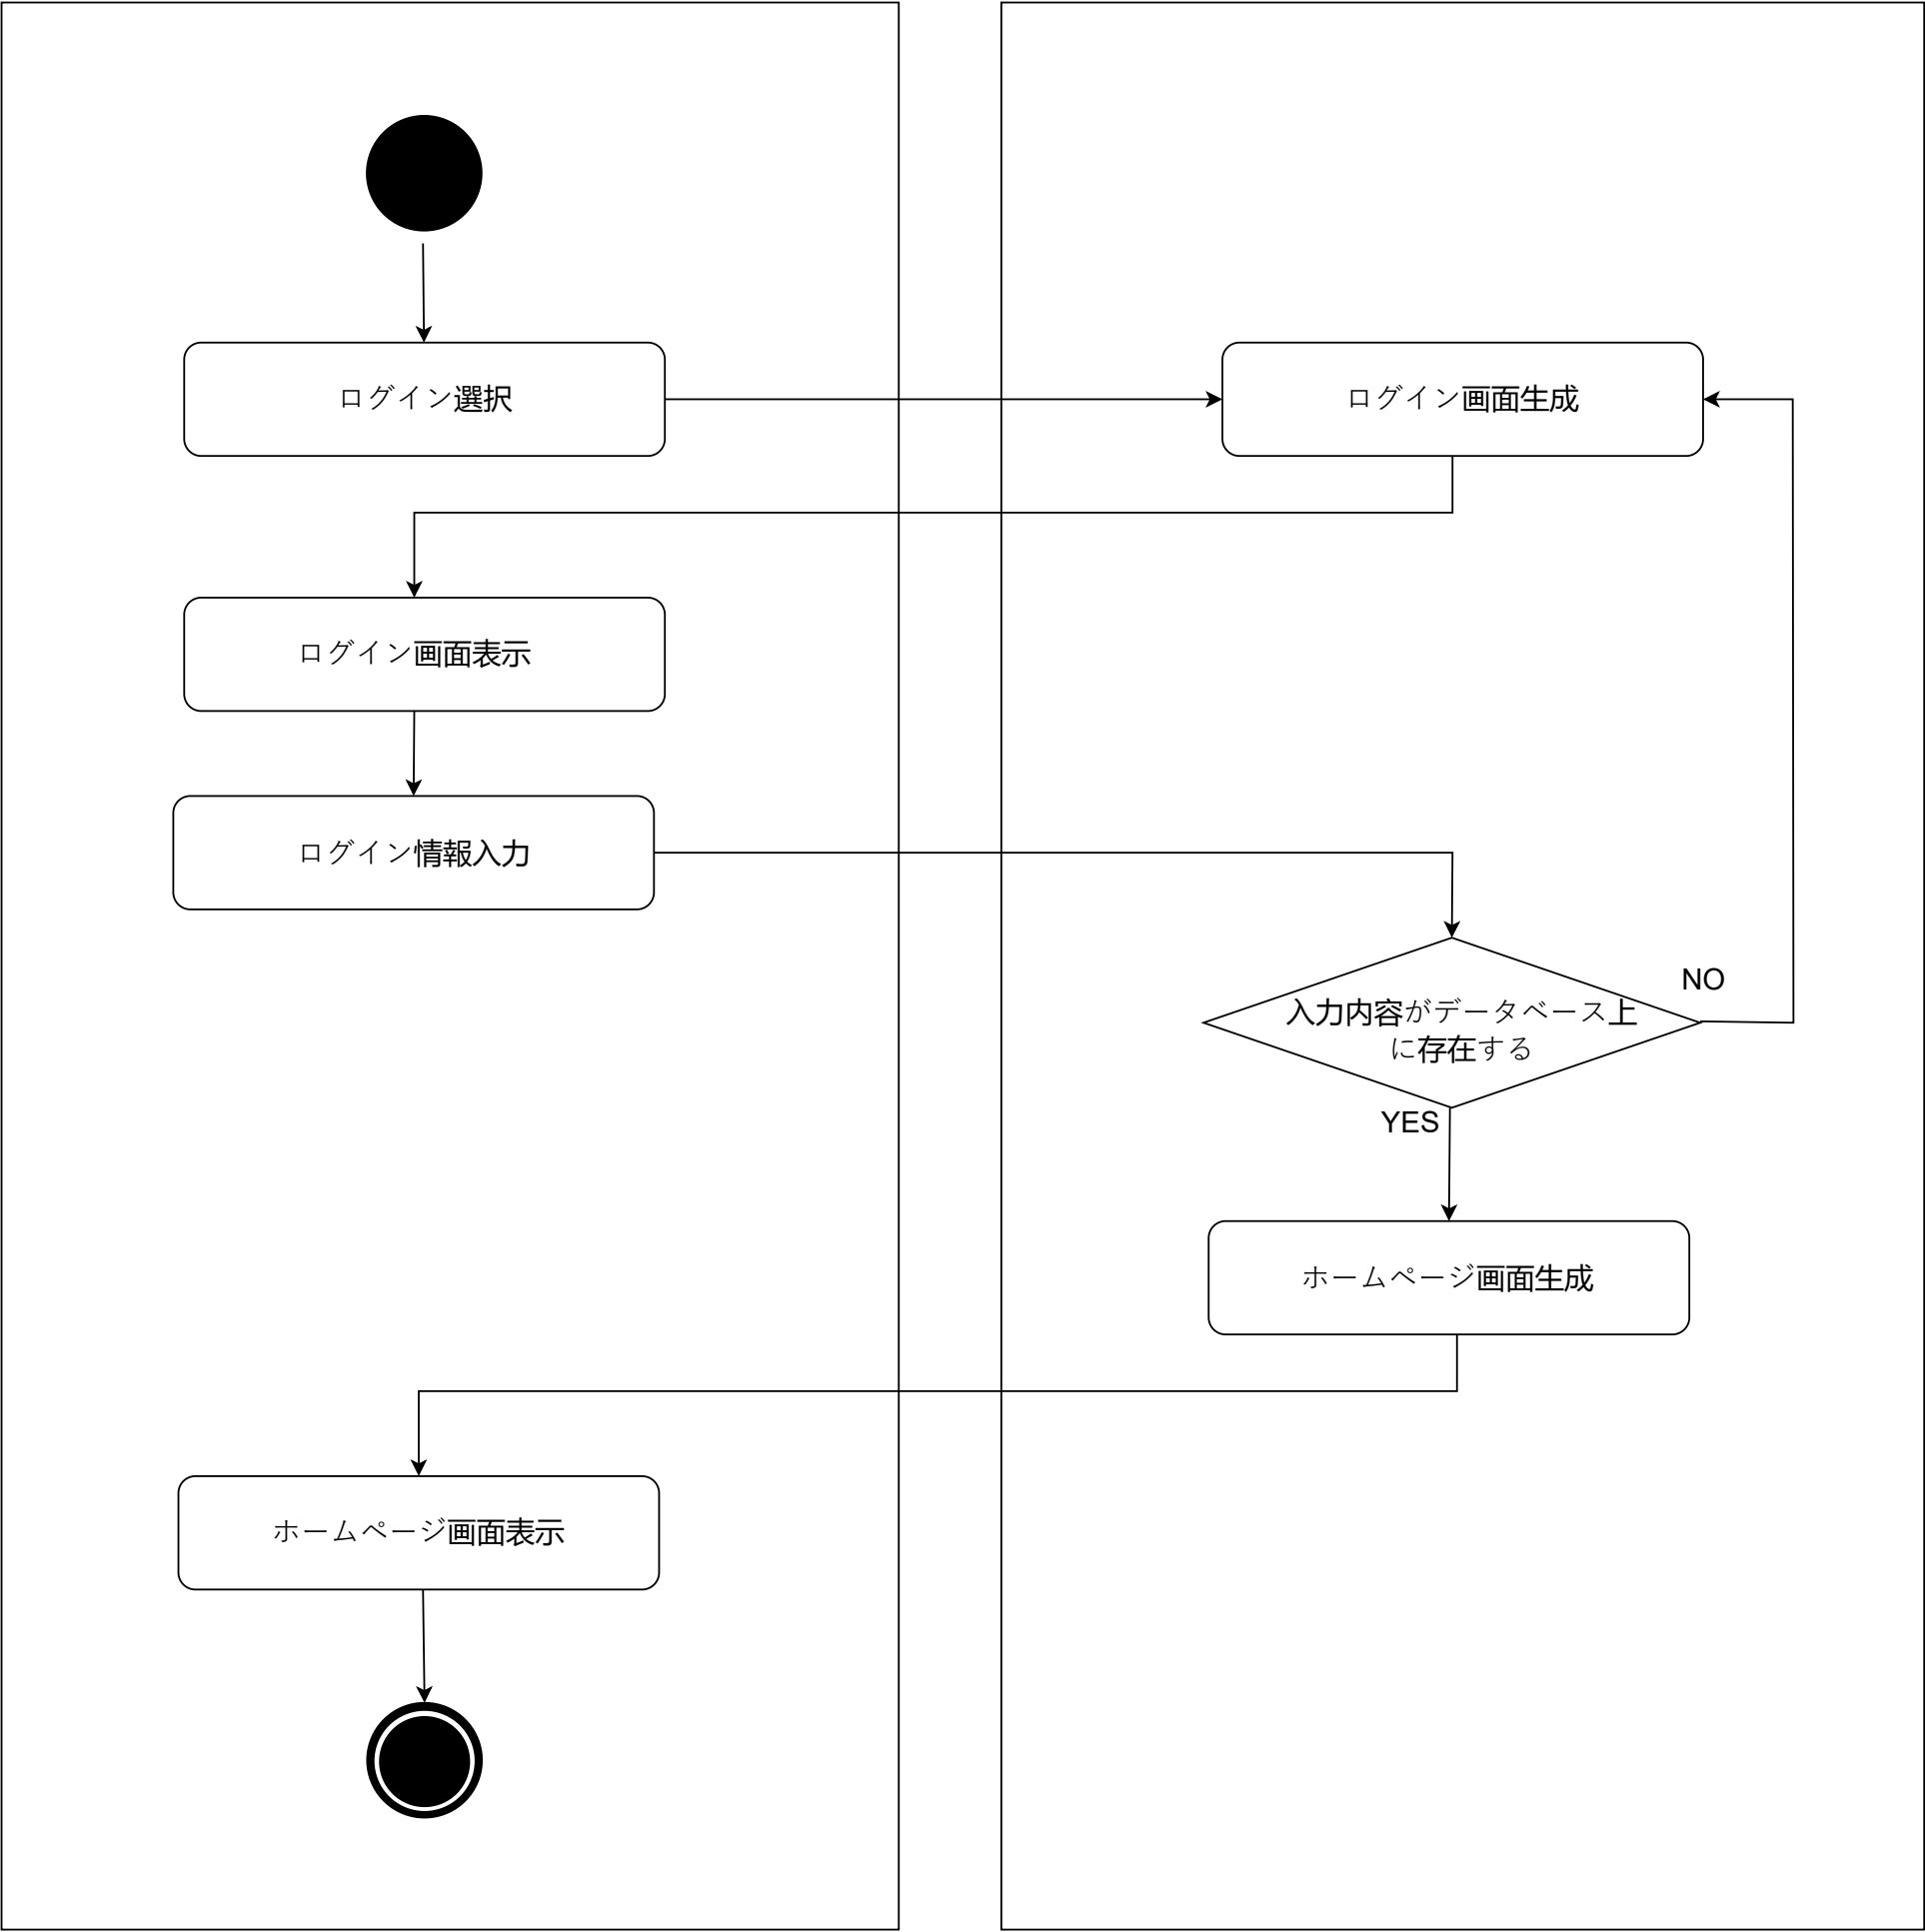 ログイン選択
ログイン画面生成
ログイン画面表示
ログイン情報入力
入力内容がデータベース上
に存在する
NO
YES
ホームページ画面生成
ホームページ画面表示